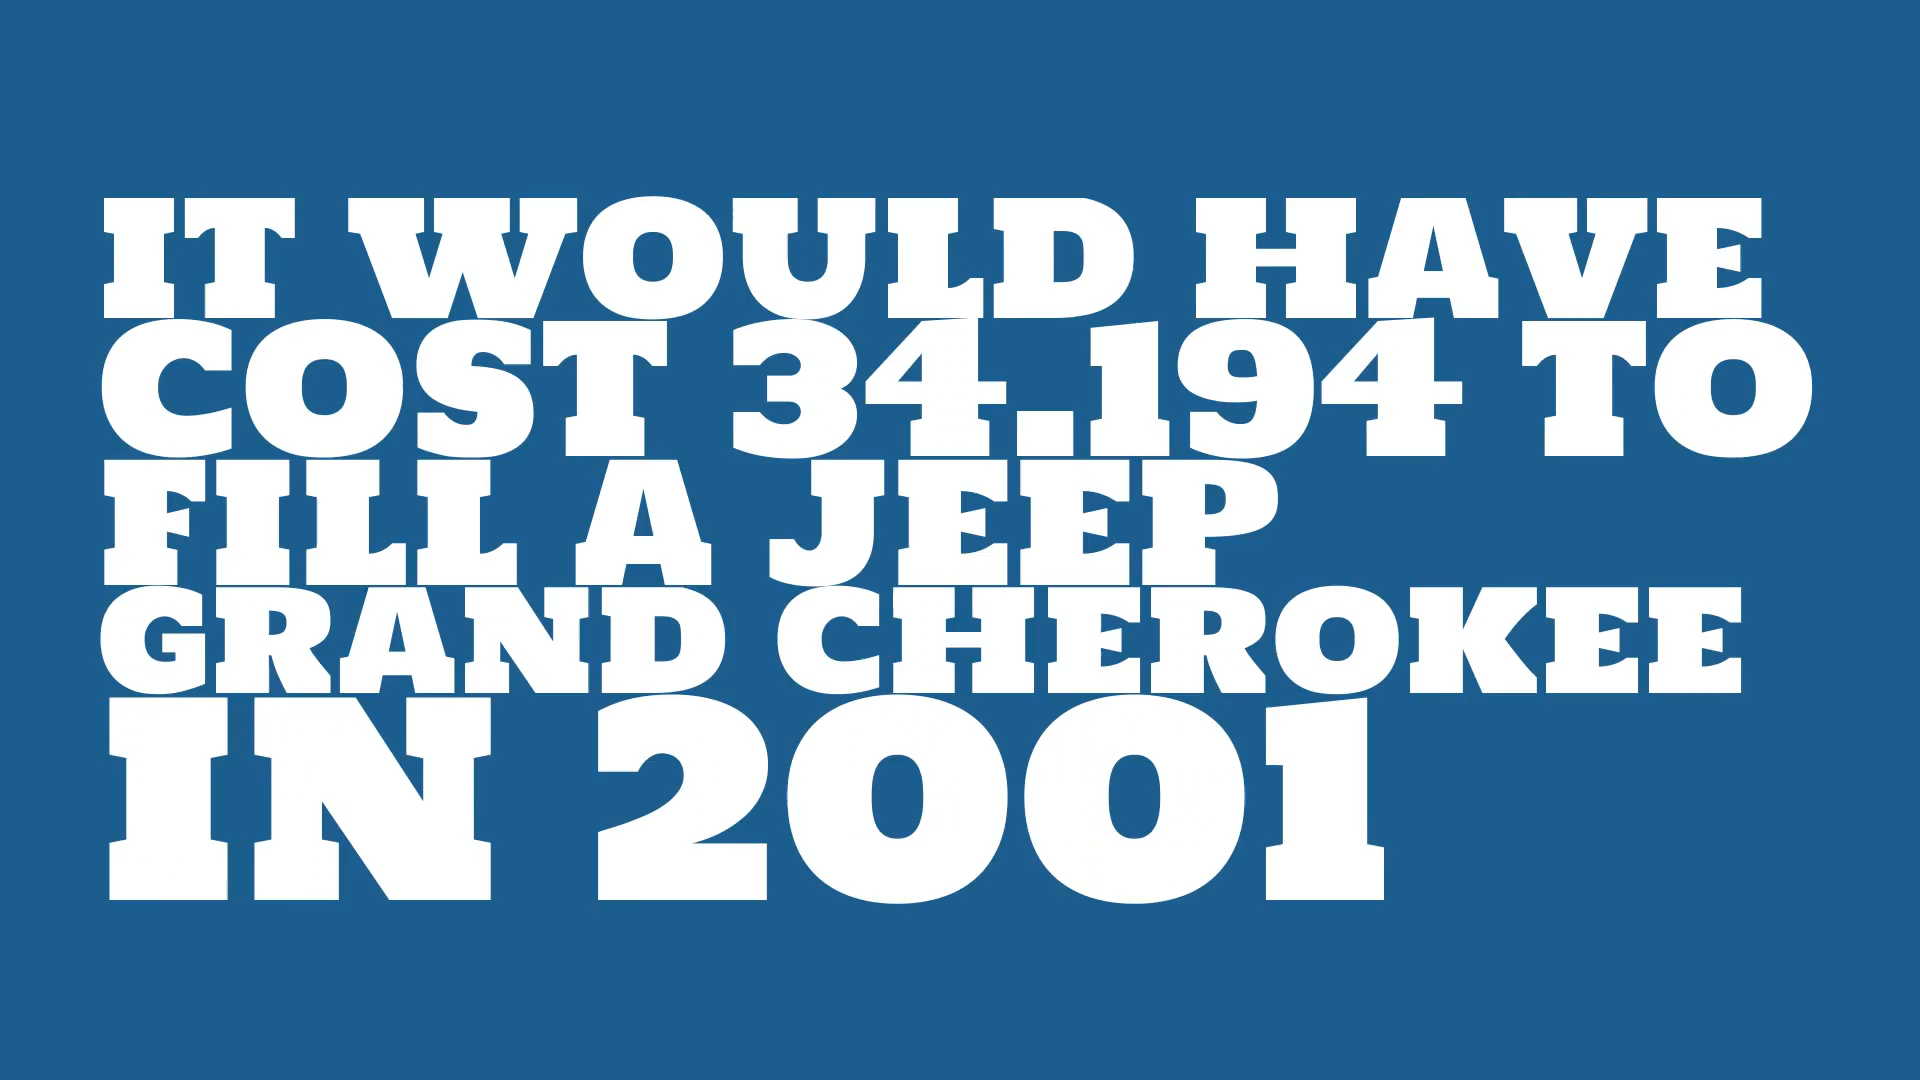 IT WOULD HAVE
COST 34.194 TO
FILL A JEEP
GRAND CHEROKEE
IN 2001